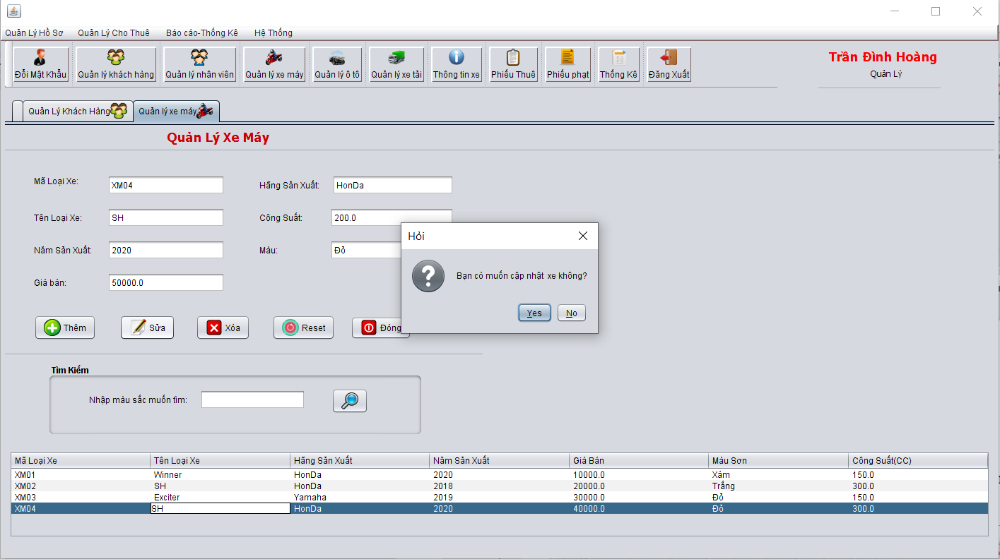 Quản Lý Hồ Sơ Quản Lý Cho Thuê Báo cáo-Thống Kê Hệ Thống
Đổi Mật Khẩu Quản lý khách hàng Quản lý nhân viên Quản lý xe máy Quản lý ô tô Quản lý xe tải Thông tin xe Phiếu Thuê Phiếu phạt Thống Kê Đăng Xuất
Trần Đình Hoàng
Quản Lý
Quản Lý Khách Hàng Quản lý xe máy
Quản Lý Xe Máy
Mã Loại Xe: XM04 Hãng Sản Xuất: HonDa
Tên Loại Xe: SH Công Suất: 200.0
Năm Sản Xuất: 2020 Màu: Đỏ
Giá bán: 50000.0
Hỏi
Bạn có muốn cập nhật xe không?
Yes No
Thêm Sửa Xóa Reset Đóng
Tìm Kiếm
Nhập màu sắc muốn tìm:
Mã Loại Xe Tên Loại Xe Hãng Sản Xuất Năm Sản Xuất Giá Bán Màu Sơn Công Suất(CC)
XM01 Winner HonDa 2020 10000.0 Xám 150.0
XM02 SH HonDa 2018 20000.0 Trắng 300.0
XM03 Exciter Yamaha 2019 30000.0 Đỏ 150.0
XM04 SH HonDa 2020 40000.0 Đỏ 300.0